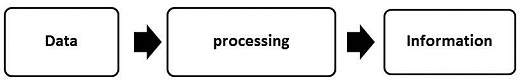 Data
processing
Information